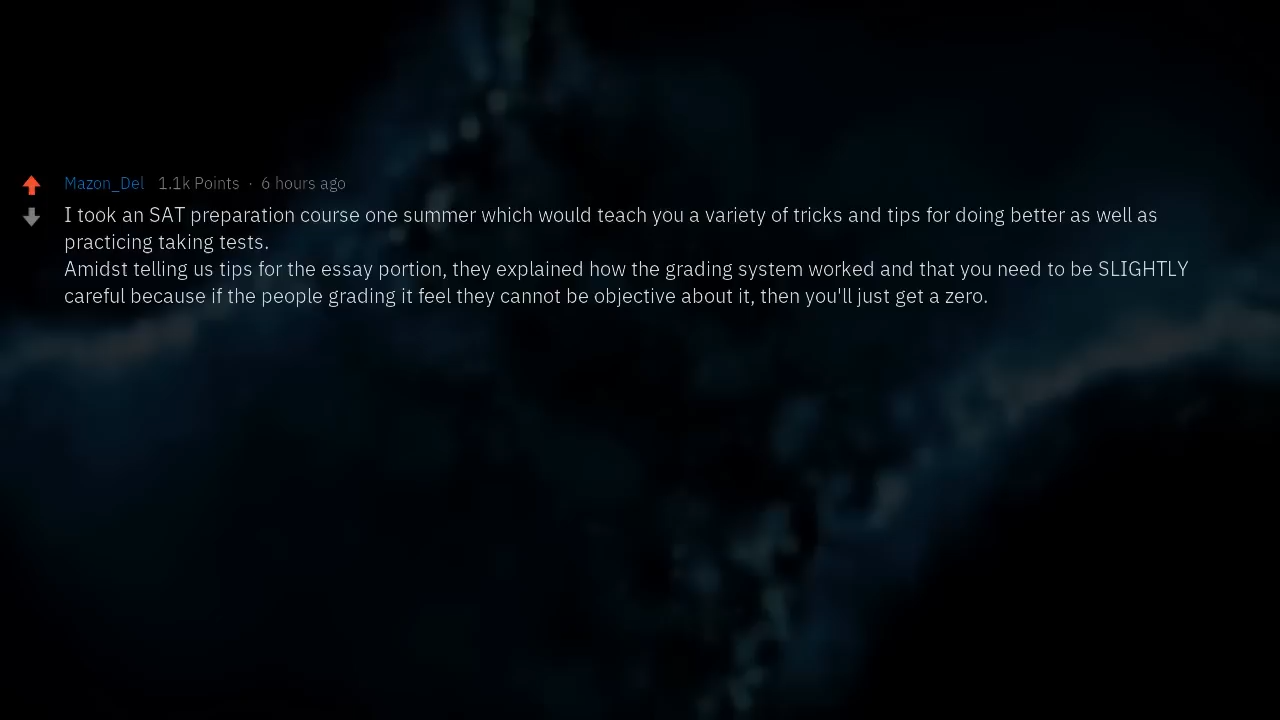 Mazon_Del 1.1k Points · 6 hours ago
I took an SAT preparation course one summer which would teach you a variety of tricks and tips for doing better as well as
practicing taking tests.
Amidst telling us tips for the essay portion, they explained how the grading system worked and that you need to be SLIGHTLY
careful because if the people grading it feel they cannot be objective about it, then you'll just get a zero.